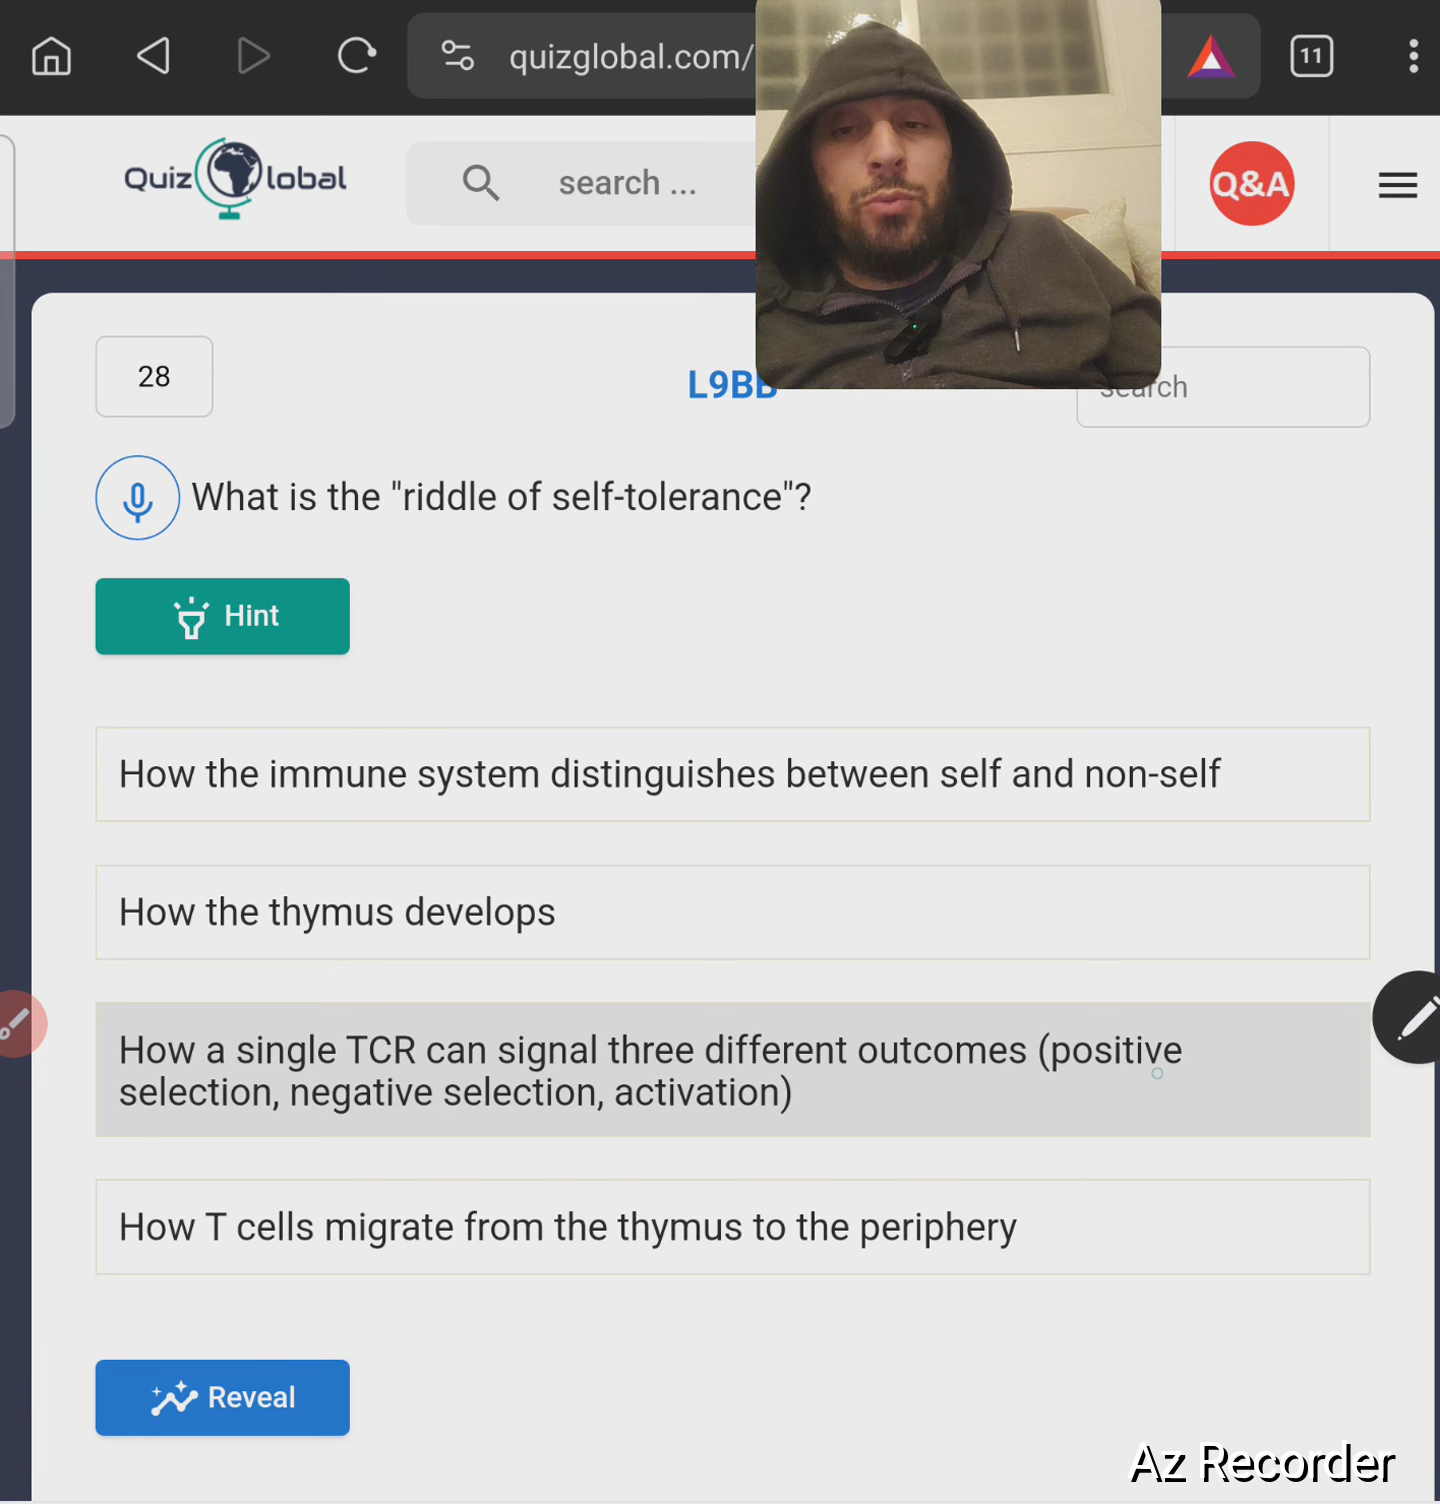 quizglobal.com/
11
Quiz Global
search ...
Q&A
28
L9BB
search
What is the "riddle of self-tolerance"?
Hint
How the immune system distinguishes between self and non-self
How the thymus develops
How a single TCR can signal three different outcomes (positive
selection, negative selection, activation)
How T cells migrate from the thymus to the periphery
Reveal
Az Recorder